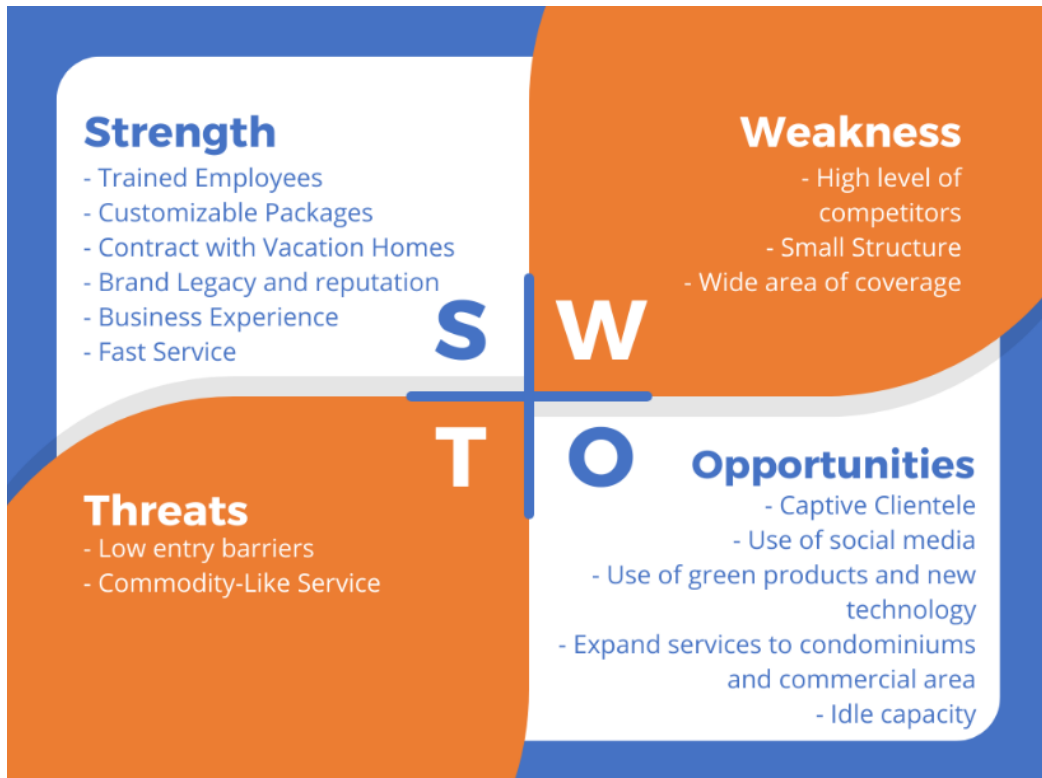 Strength
- Trained Employees
- Customizable Packages
- Contract with Vacation Homes
- Brand Legacy and reputation
- Business Experience
- Fast Service
Weakness
- High level of
competitors
- Small Structure
- Wide area of coverage
S
W
T
O
Threats
- Low entry barriers
- Commodity-Like Service
Opportunities
- Captive Clientele
- Use of social media
- Use of green products and new
technology
- Expand services to condominiums
and commercial area
- Idle capacity